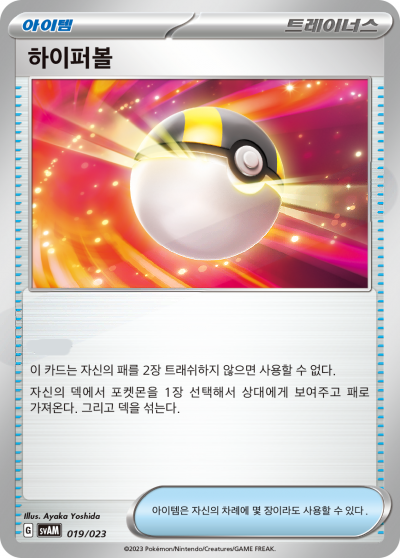 아이템 트레이너스
하이퍼볼
이 카드는 자신의 패를 2장 트래쉬하지 않으면 사용할 수 없다.
자신의 덱에서 포켓몬을 1장 선택해서 상대에게 보여주고 패로
가져온다. 그리고 덱을 섞는다.
Illus. Ayaka Yoshida
G svAM 019/023
아이템은 자신의 차례에 몇 장이라도 사용할 수 있다.
©2023 Pokémon/Nintendo/Creatures/GAME FREAK.